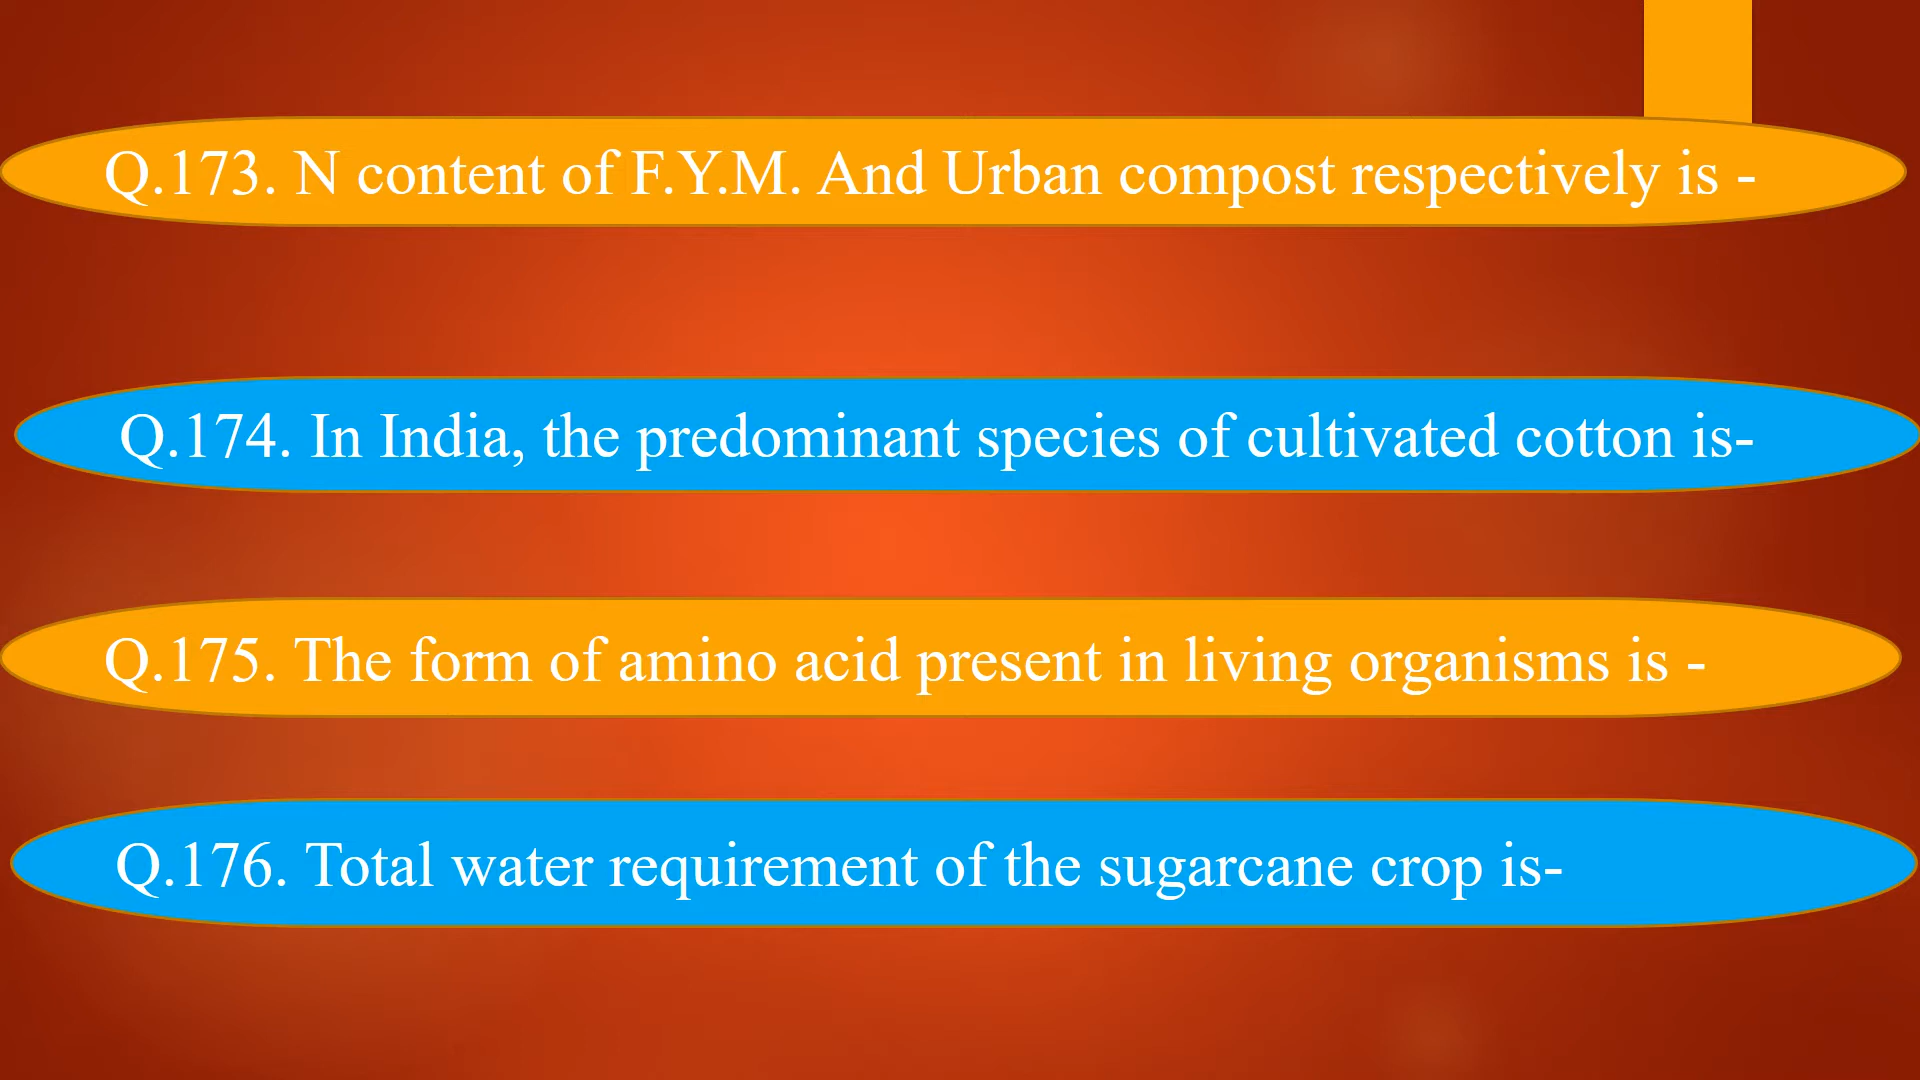 Q.173. N content of F.Y.M. And Urban compost respectively is -
Q.174. In India, the predominant species of cultivated cotton is-
Q.175. The form of amino acid present in living organisms is -
Q.176. Total water requirement of the sugarcane crop is-